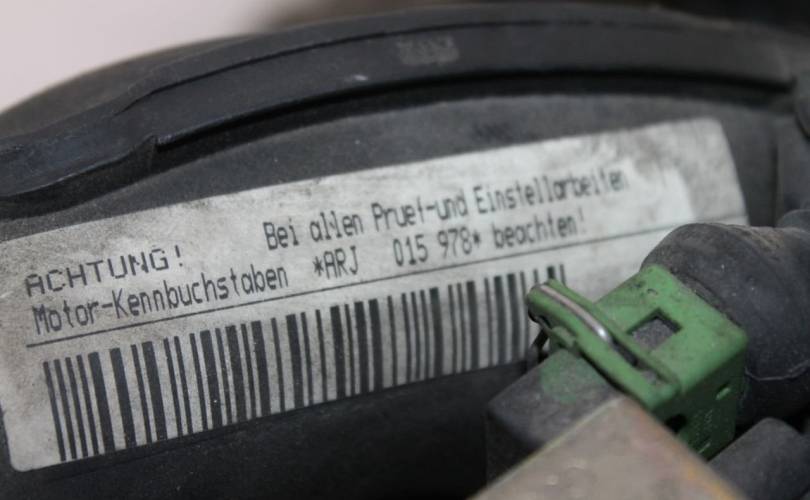 ACHTUNG! Bei allen Pruef-und Einstellarbeiten
Motor-Kennbuchstaben *ARJ 015 978* beachten!